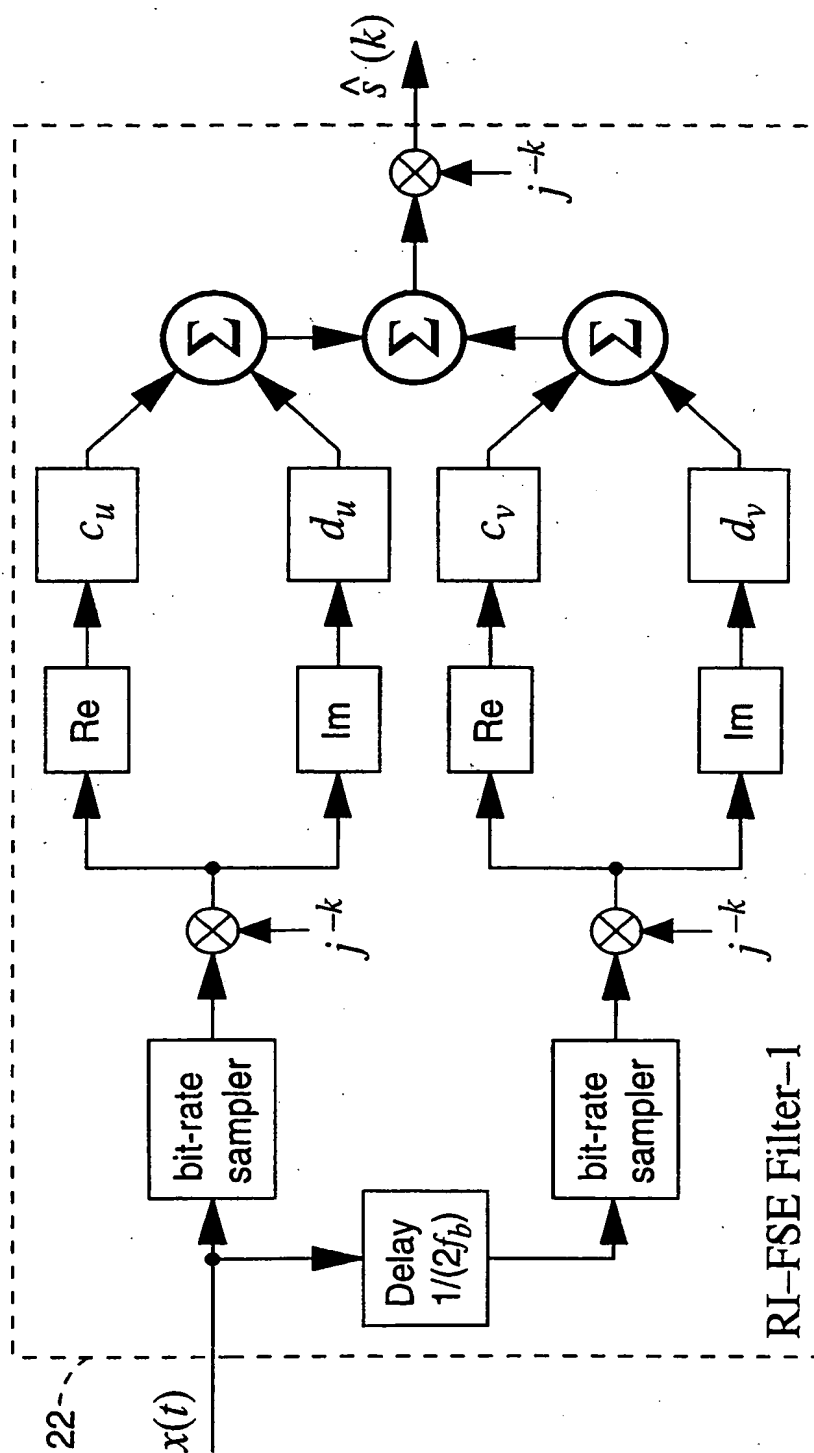 22
x(t)
bit-rate
sampler
j^{-k}
Re
c_u
Im
d_u
Σ
Delay
1/(2f_b)
bit-rate
sampler
j^{-k}
Re
c_v
Im
d_v
Σ
Σ
j^{-k}
ŝ (k)
RI–FSE Filter–1